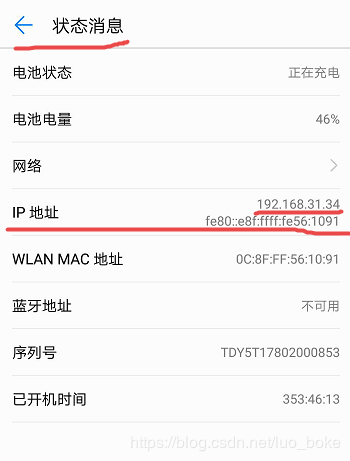 状态消息
电池状态 正在充电
电池电量 46%
网络
IP 地址 192.168.31.34
fe80::e8f:ffff:fe56:1091
WLAN MAC 地址 0C:8F:FF:56:10:91
蓝牙地址 不可用
序列号 TDY5T17802000853
已开机时间 353:46:13
https://blog.csdn.net/luo_boke